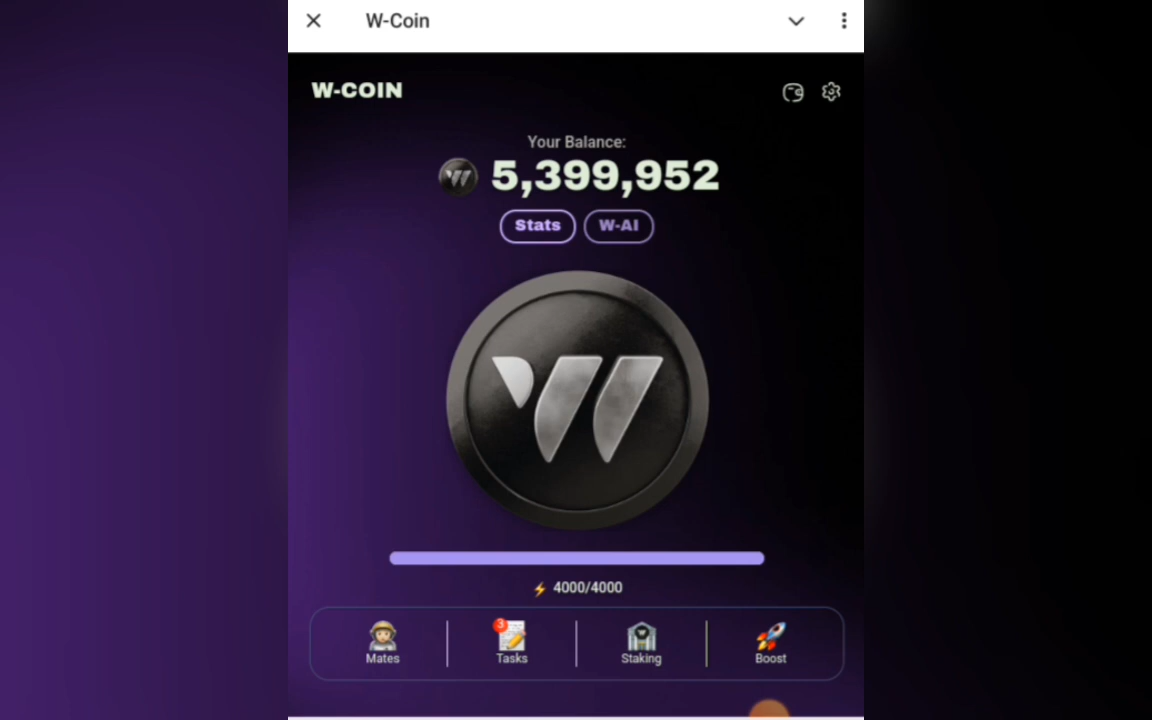 W-Coin
W-COIN
Your Balance:
5,399,952
Stats W-AI
4000/4000
3
Mates Tasks Staking Boost